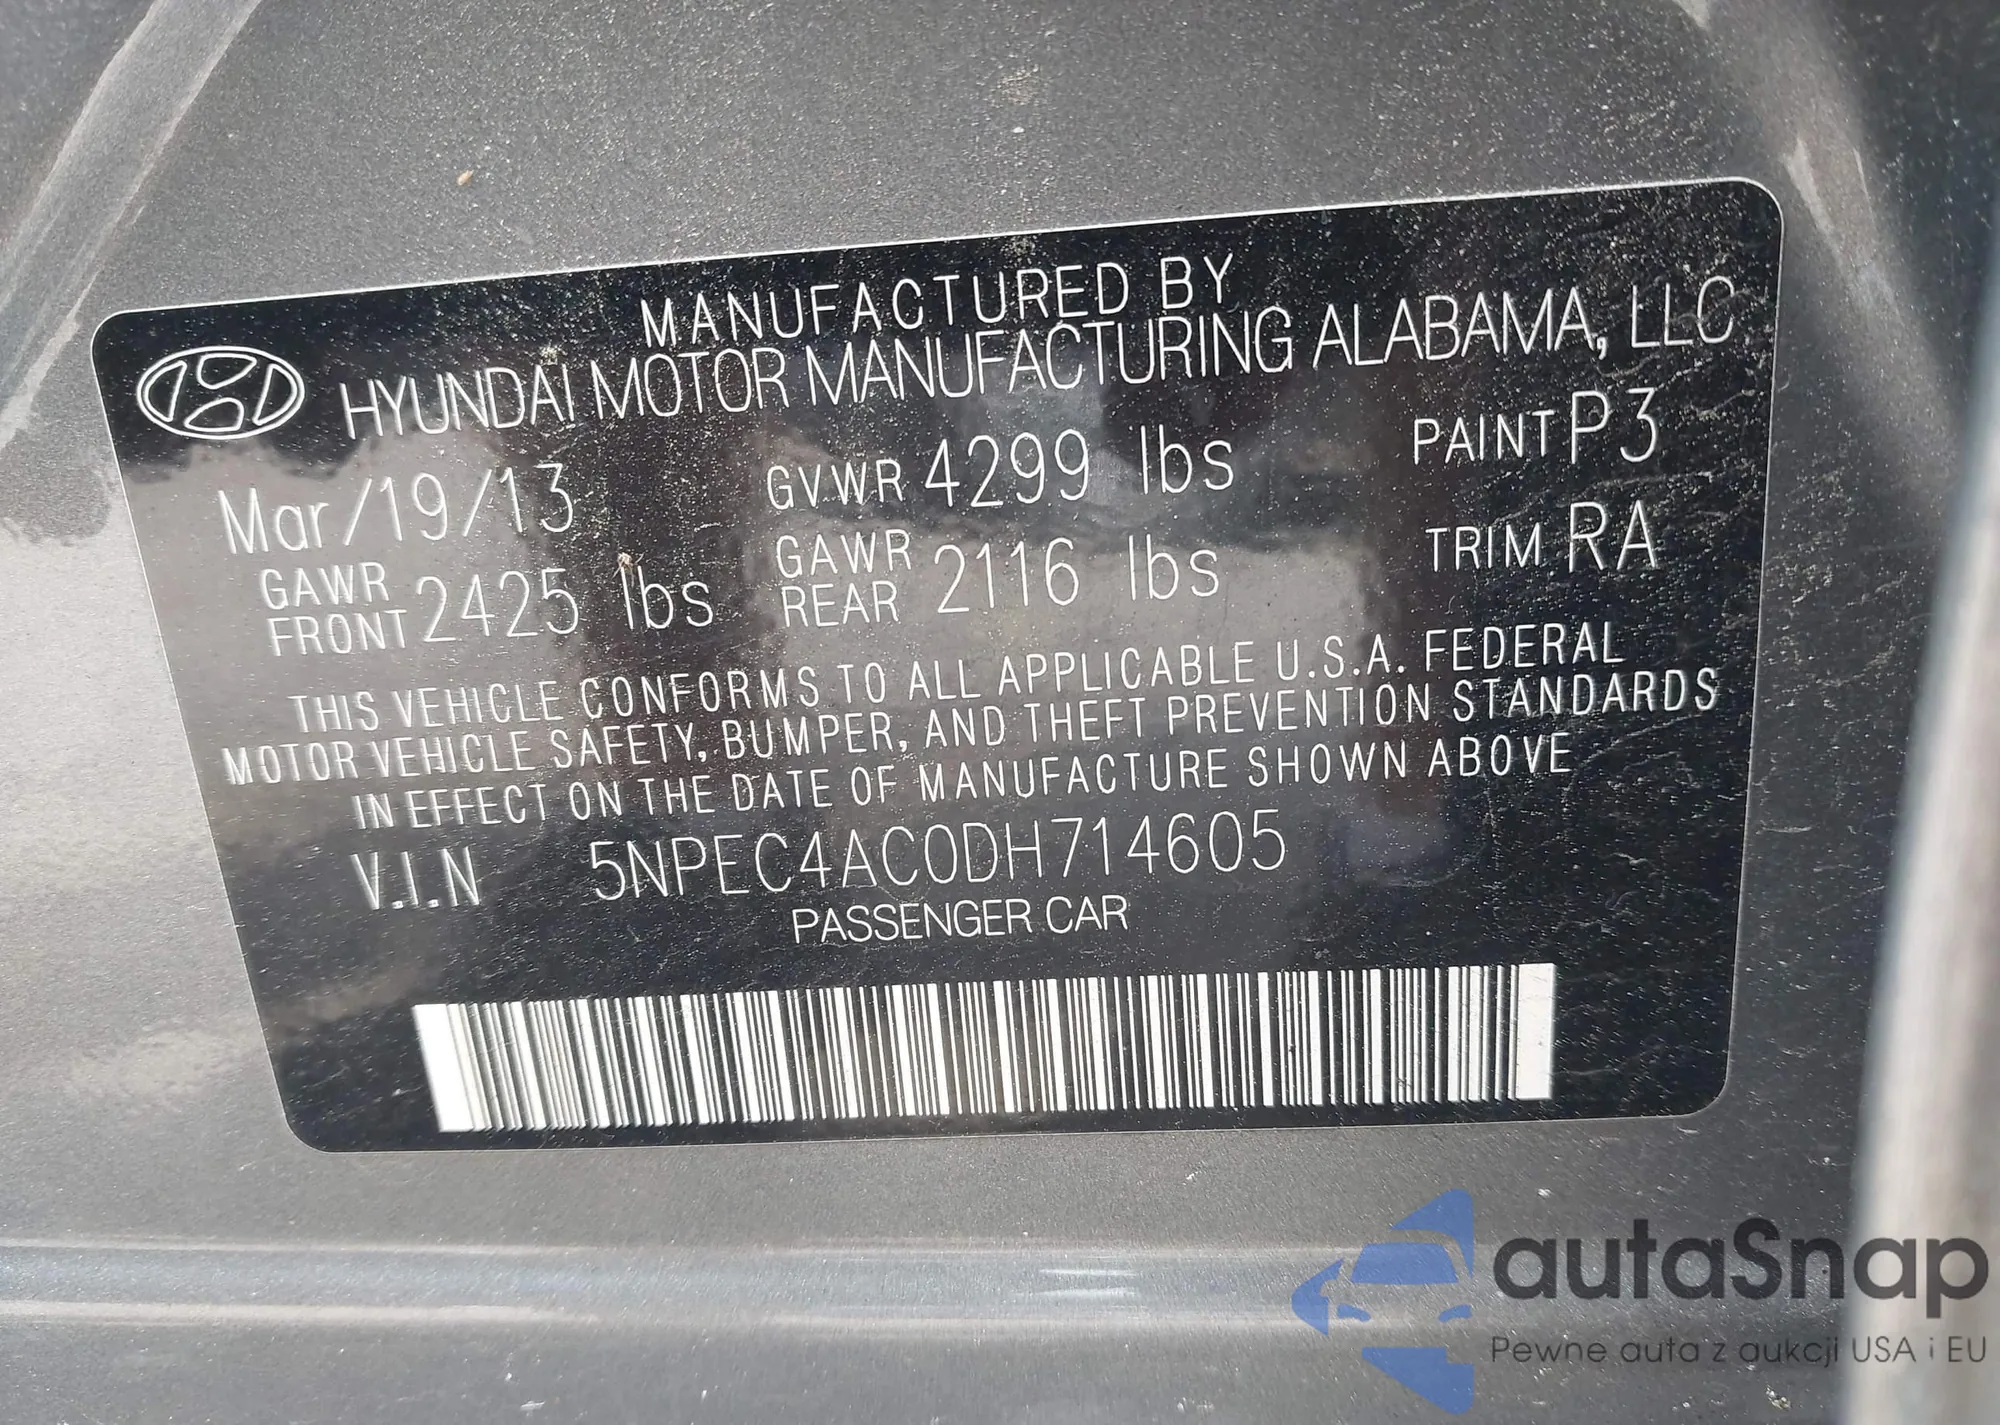 MANUFACTURED BY
HYUNDAI MOTOR MANUFACTURING ALABAMA, LLC
Mar/19/13 GVWR 4299 lbs PAINT P3
GAWR FRONT 2425 lbs GAWR REAR 2116 lbs TRIM RA
THIS VEHICLE CONFORMS TO ALL APPLICABLE U.S.A. FEDERAL
MOTOR VEHICLE SAFETY, BUMPER, AND THEFT PREVENTION STANDARDS
IN EFFECT ON THE DATE OF MANUFACTURE SHOWN ABOVE
V.I.N 5NPEC4AC0DH714605
PASSENGER CAR
autaSnap
Pewne auta z aukcji USA i EU